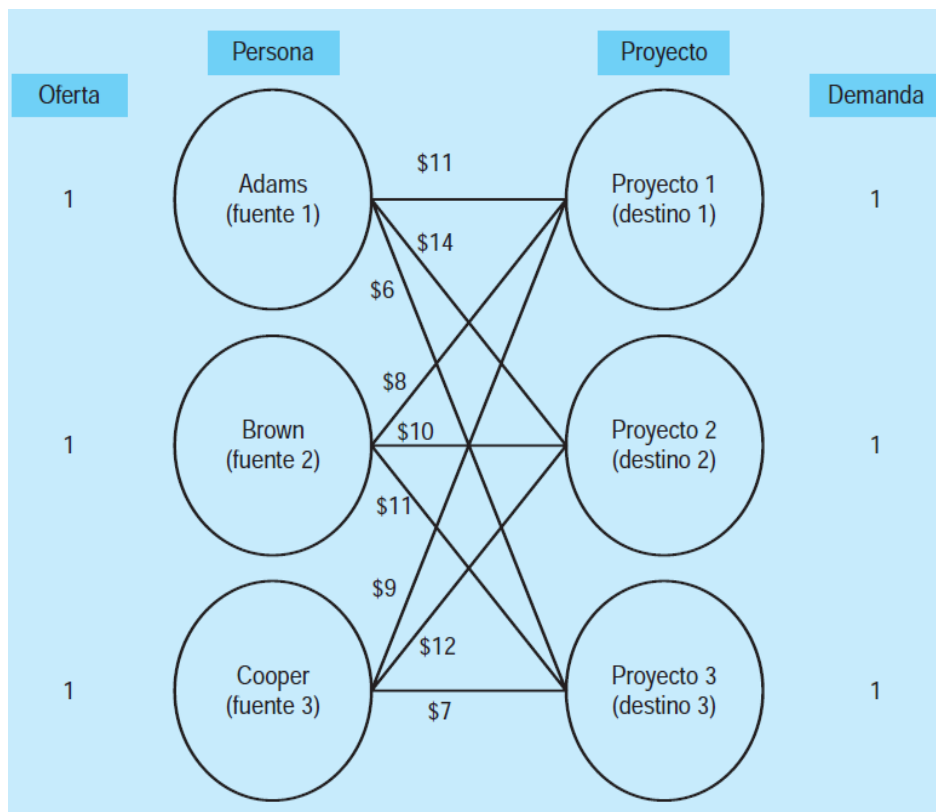 Persona
Proyecto
Oferta
Demanda
$11
Adams
(fuente 1)
Proyecto 1
(destino 1)
1
1
$14
$6
$8
Brown
(fuente 2)
$10
Proyecto 2
(destino 2)
1
1
$11
$9
$12
Cooper
(fuente 3)
Proyecto 3
(destino 3)
1
1
$7